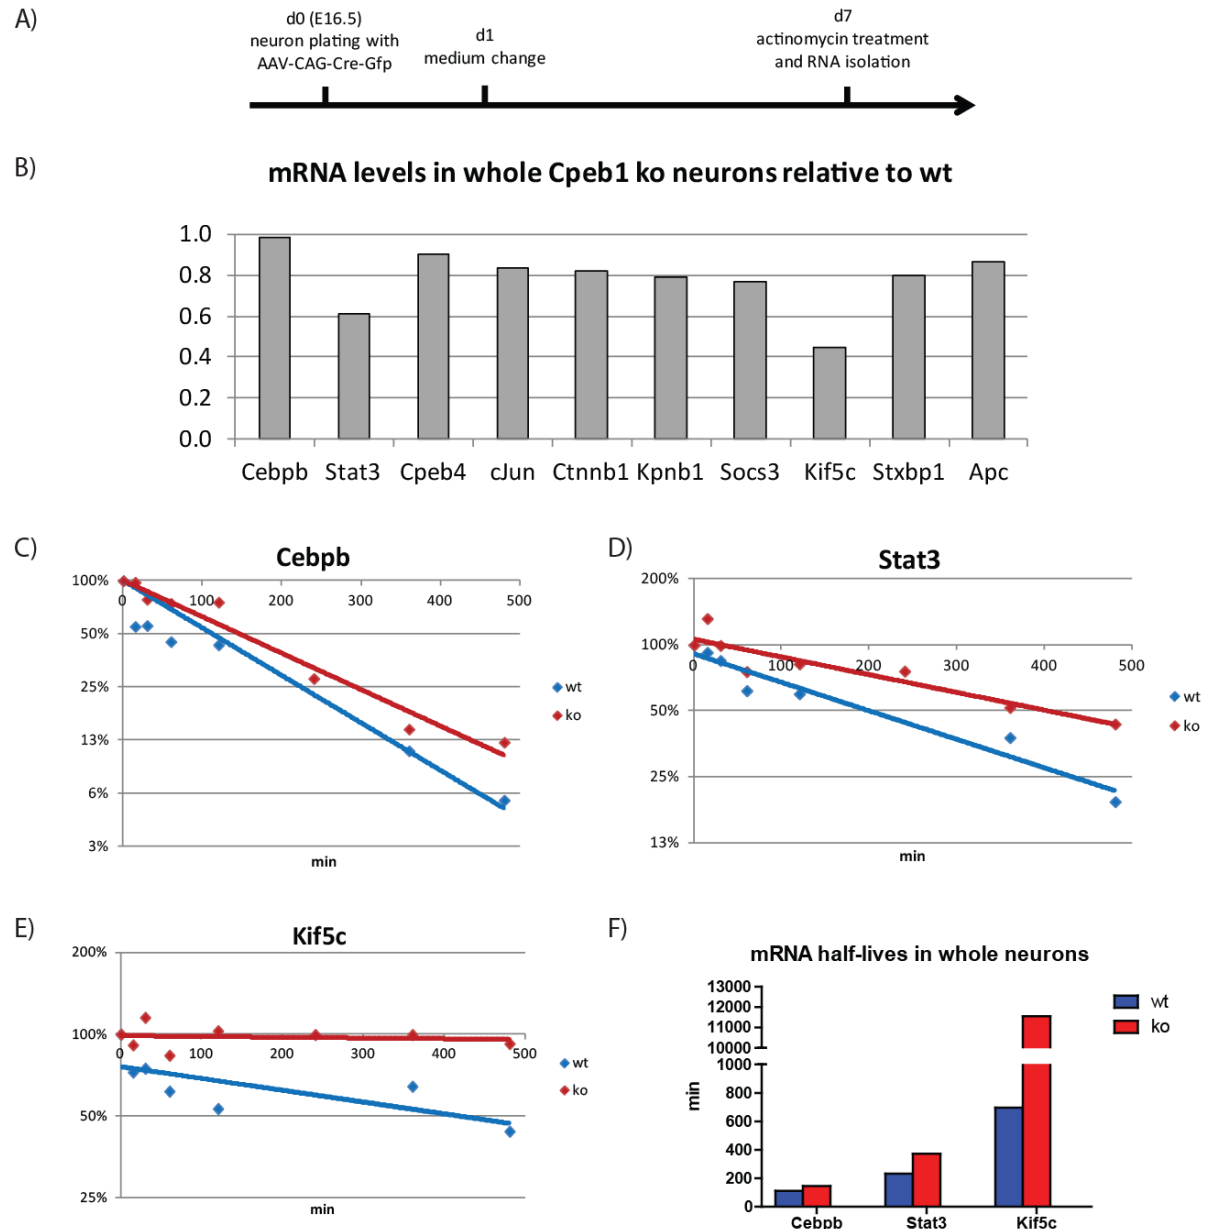 A)
d0 (E16.5)
neuron plating with
AAV-CAG-Cre-Gfp
d1
medium change
d7
actinomycin treatment
and RNA isolation
B)
mRNA levels in whole Cpeb1 ko neurons relative to wt
1.0
0.8
0.6
0.4
0.2
0.0
Cebpb Stat3 Cpeb4 cJun Ctnnb1 Kpnb1 Socs3 Kif5c Stxbp1 Apc
C)
Cebpb
100%
50%
25%
13%
6%
3%
0 100 200 300 400 500
min
wt
ko
D)
Stat3
200%
100%
50%
25%
13%
0 100 200 300 400 500
min
wt
ko
E)
Kif5c
200%
100%
50%
25%
0 100 200 300 400 500
min
wt
ko
F)
mRNA half-lives in whole neurons
min
13000
12000
11000
10000
1000
800
600
400
200
0
Cebpb Stat3 Kif5c
wt
ko